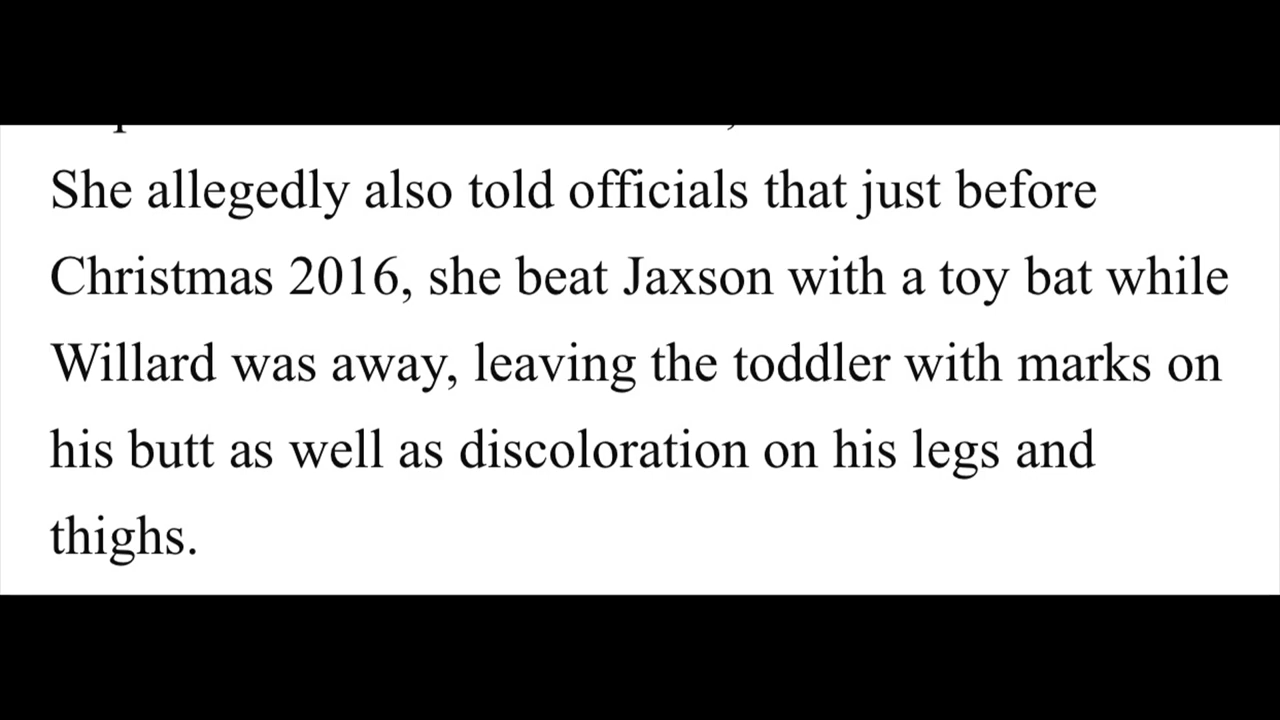 She allegedly also told officials that just before
Christmas 2016, she beat Jaxson with a toy bat while
Willard was away, leaving the toddler with marks on
his butt as well as discoloration on his legs and
thighs.